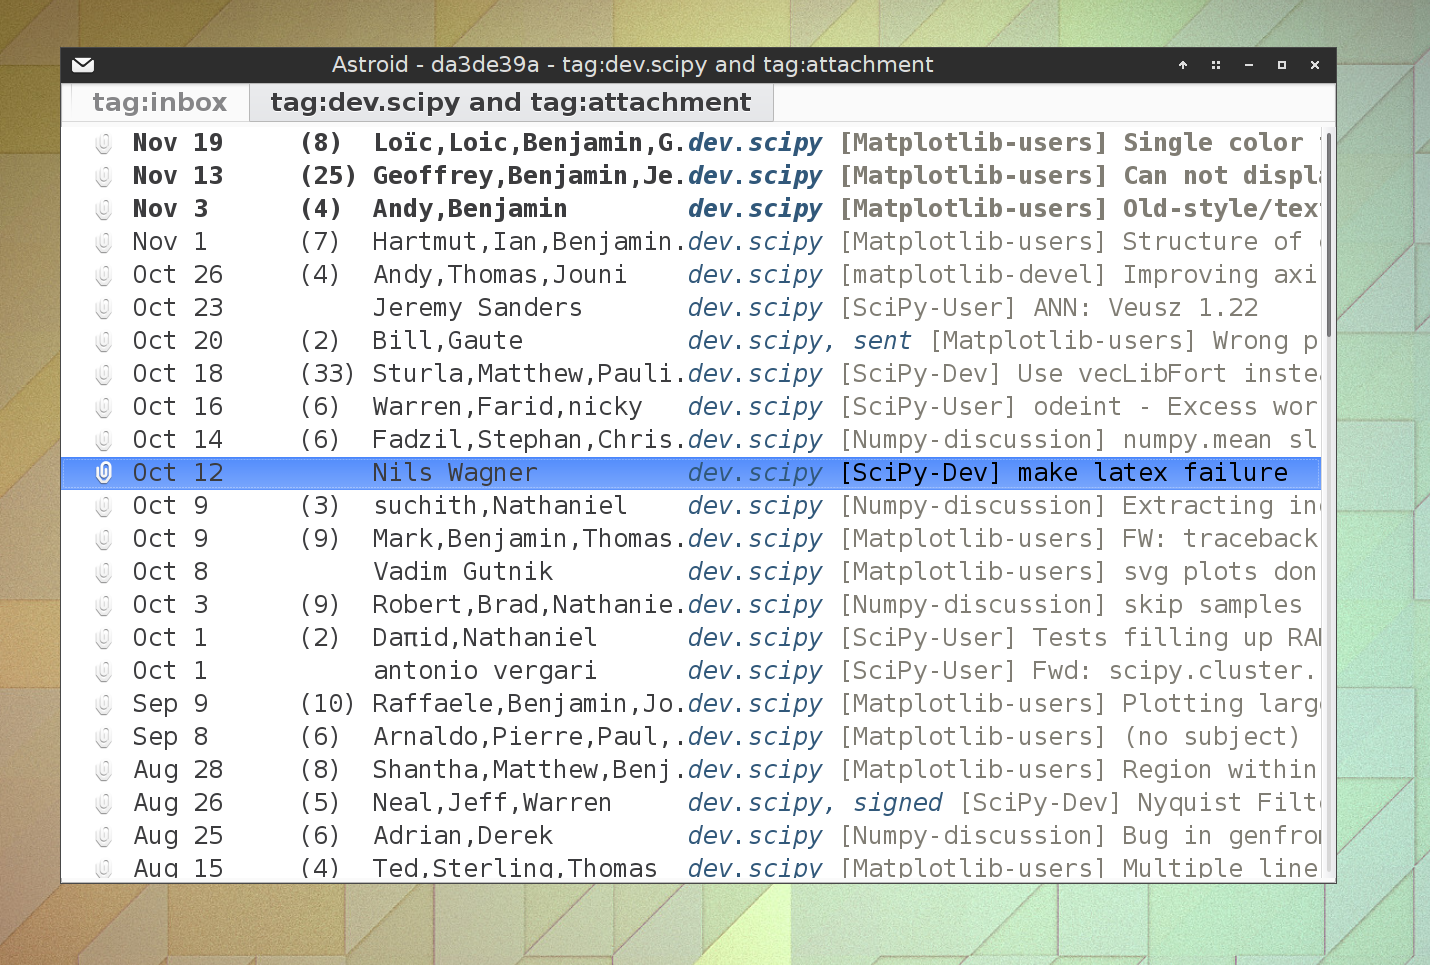 Astroid - da3de39a - tag:dev.scipy and tag:attachment
tag:inbox tag:dev.scipy and tag:attachment
Nov 19 (8) Loïc,Loic,Benjamin,G. dev.scipy [Matplotlib-users] Single color
Nov 13 (25) Geoffrey,Benjamin,Je. dev.scipy [Matplotlib-users] Can not displ
Nov 3 (4) Andy,Benjamin dev.scipy [Matplotlib-users] Old-style/tex
Nov 1 (7) Hartmut,Ian,Benjamin. dev.scipy [Matplotlib-users] Structure of
Oct 26 (4) Andy,Thomas,Jouni dev.scipy [matplotlib-devel] Improving axi
Oct 23 Jeremy Sanders dev.scipy [SciPy-User] ANN: Veusz 1.22
Oct 20 (2) Bill,Gaute dev.scipy, sent [Matplotlib-users] Wrong p
Oct 18 (33) Sturla,Matthew,Pauli. dev.scipy [SciPy-Dev] Use vecLibFort inste
Oct 16 (6) Warren,Farid,nicky dev.scipy [SciPy-User] odeint - Excess wor
Oct 14 (6) Fadzil,Stephan,Chris. dev.scipy [Numpy-discussion] numpy.mean sl
Oct 12 Nils Wagner dev.scipy [SciPy-Dev] make latex failure
Oct 9 (3) suchith,Nathaniel dev.scipy [Numpy-discussion] Extracting in
Oct 9 (9) Mark,Benjamin,Thomas. dev.scipy [Matplotlib-users] FW: traceback
Oct 8 Vadim Gutnik dev.scipy [Matplotlib-users] svg plots don
Oct 3 (9) Robert,Brad,Nathanie. dev.scipy [Numpy-discussion] skip samples
Oct 1 (2) Daπid,Nathaniel dev.scipy [SciPy-User] Tests filling up RA
Oct 1 antonio vergari dev.scipy [SciPy-User] Fwd: scipy.cluster.
Sep 9 (10) Raffaele,Benjamin,Jo. dev.scipy [Matplotlib-users] Plotting larg
Sep 8 (6) Arnaldo,Pierre,Paul,. dev.scipy [Matplotlib-users] (no subject)
Aug 28 (8) Shantha,Matthew,Benj. dev.scipy [Matplotlib-users] Region within
Aug 26 (5) Neal,Jeff,Warren dev.scipy, signed [SciPy-Dev] Nyquist Filt
Aug 25 (6) Adrian,Derek dev.scipy [Numpy-discussion] Bug in genfro
Aug 15 (4) Ted,Sterling,Thomas dev.scipy [Matplotlib-users] Multiple line